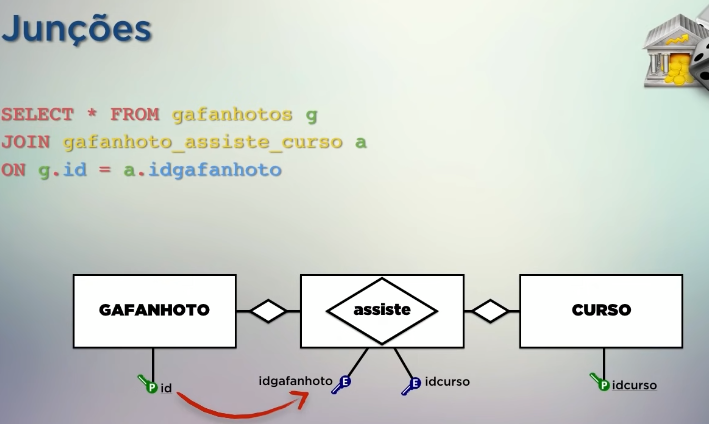 Junções
SELECT * FROM gafanhotos g
JOIN gafanhoto_assiste_curso a
ON g.id = a.idgafanhoto
GAFANHOTO
assiste
CURSO
P id
idgafanhoto E
E idcurso
P idcurso